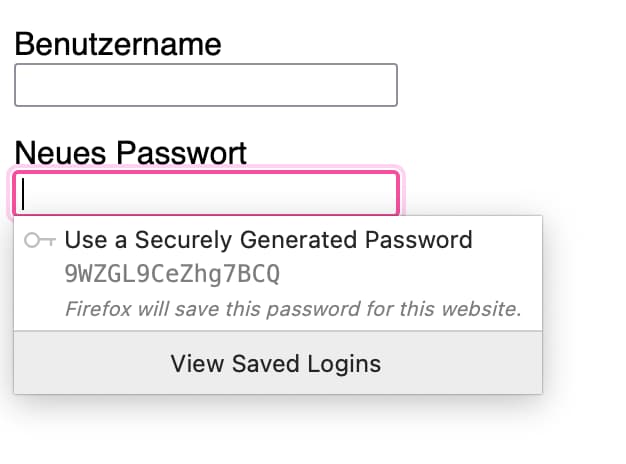 Benutzername
Neues Passwort
Use a Securely Generated Password
9WZGL9CeZhg7BCQ
Firefox will save this password for this website.
View Saved Logins